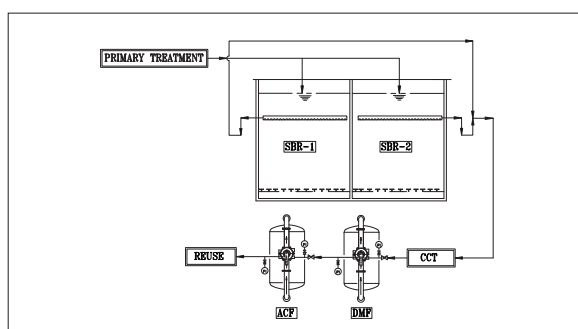 PRIMARY TREATMENT
SBR-1
SBR-2
REUSE
CCT
ACF
DMF